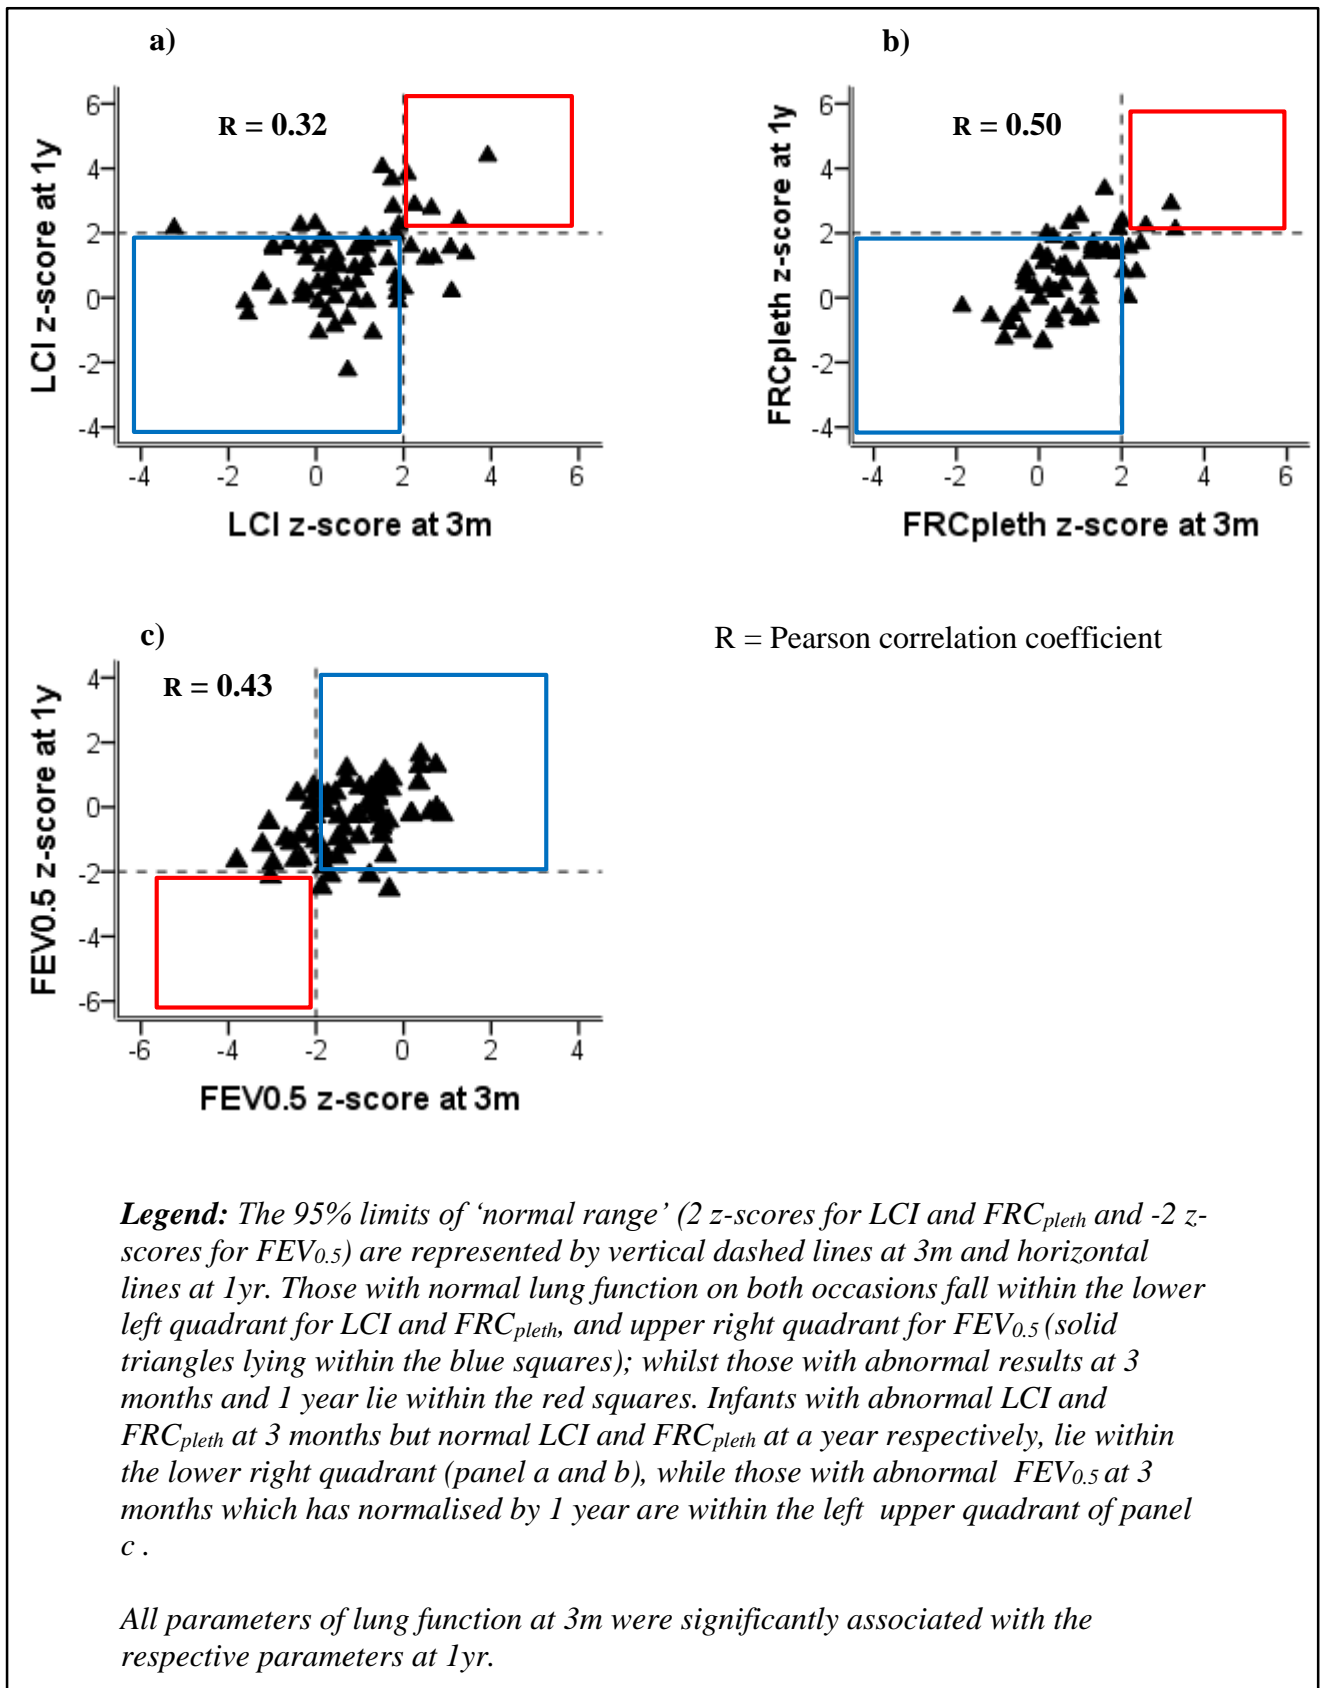 a)
R = 0.32
LCI z-score at 1y
6
4
2
0
-2
-4
-4 -2 0 2 4 6
LCI z-score at 3m
b)
R = 0.50
FRCpleth z-score at 1y
6
4
2
0
-2
-4
-4 -2 0 2 4 6
FRCpleth z-score at 3m
c)
R = 0.43
FEV0.5 z-score at 1y
4
2
0
-2
-4
-6
-6 -4 -2 0 2 4
FEV0.5 z-score at 3m
R = Pearson correlation coefficient
Legend: The 95% limits of ‘normal range’ (2 z-scores for LCI and FRCpleth and -2 z-
scores for FEV0.5) are represented by vertical dashed lines at 3m and horizontal
lines at 1yr. Those with normal lung function on both occasions fall within the lower
left quadrant for LCI and FRCpleth, and upper right quadrant for FEV0.5 (solid
triangles lying within the blue squares); whilst those with abnormal results at 3
months and 1 year lie within the red squares. Infants with abnormal LCI and
FRCpleth at 3 months but normal LCI and FRCpleth at a year respectively, lie within
the lower right quadrant (panel a and b), while those with abnormal FEV0.5 at 3
months which has normalised by 1 year are within the left upper quadrant of panel
c .
All parameters of lung function at 3m were significantly associated with the
respective parameters at 1yr.